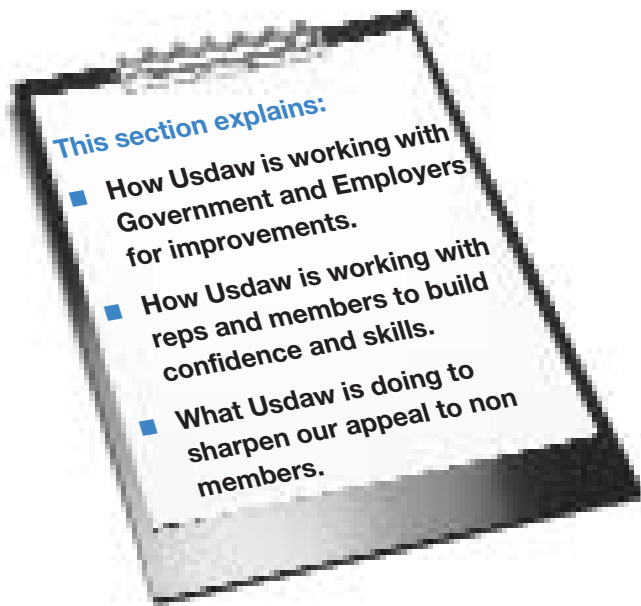 This section explains:
■ How Usdaw is working with
Government and Employers
for improvements.
■ How Usdaw is working with
reps and members to build
confidence and skills.
■ What Usdaw is doing to
sharpen our appeal to non
members.